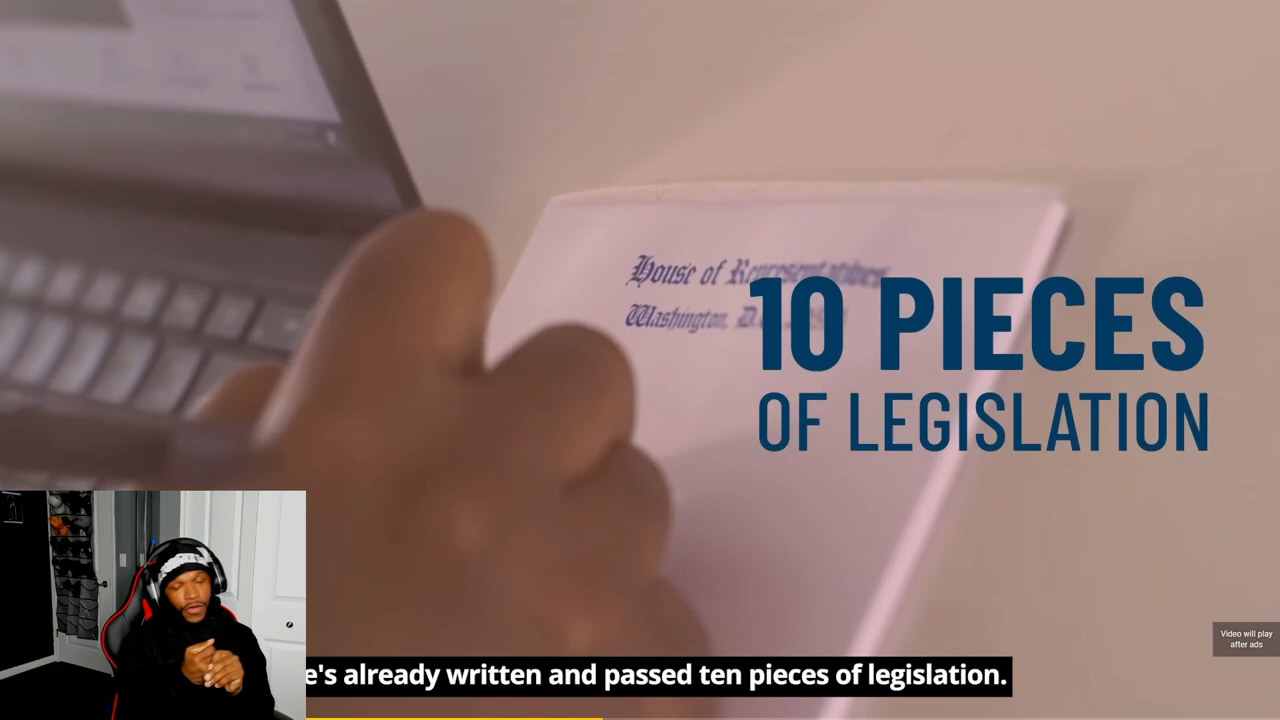 House of Representatives
Washington, D.C.
10 PIECES
OF LEGISLATION
Video will play
after ads
e's already written and passed ten pieces of legislation.